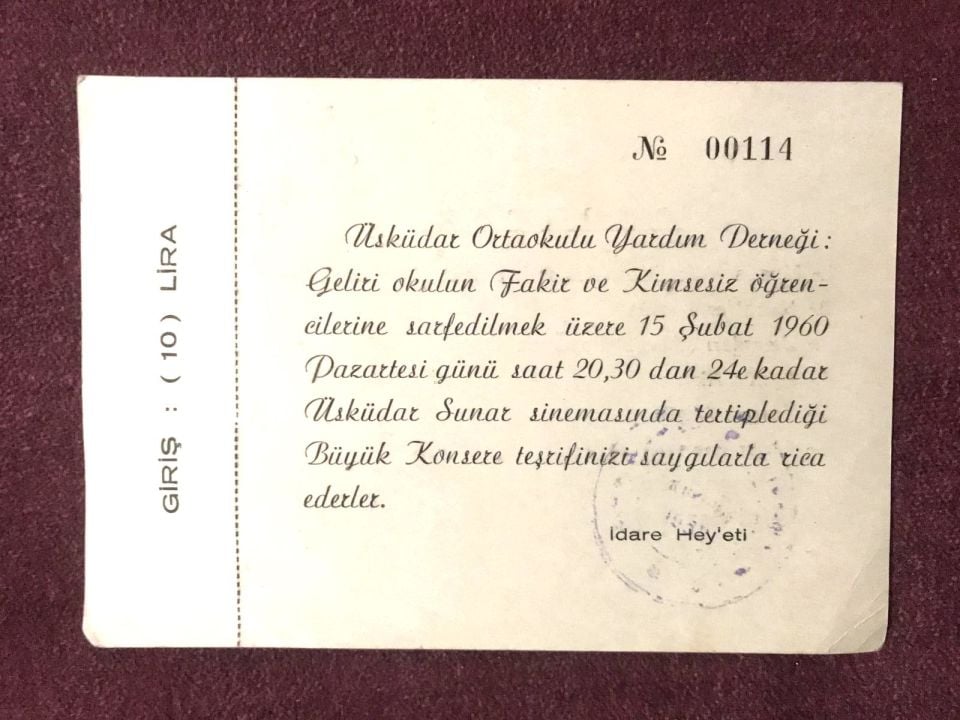 GİRİŞ : ( 10 ) LİRA
№ 00114
Üsküdar Ortaokulu Yardım Derneği :
Geliri okulun Fakir ve Kimsesiz öğren-
cilerine sarfedilmek üzere 15 Şubat 1960
Pazartesi günü saat 20,30 dan 24e kadar
Üsküdar Sunar sinemasında tertiplediği
Büyük Konsere teşrifinizi saygılarla rica
ederler.
İdare Hey'eti